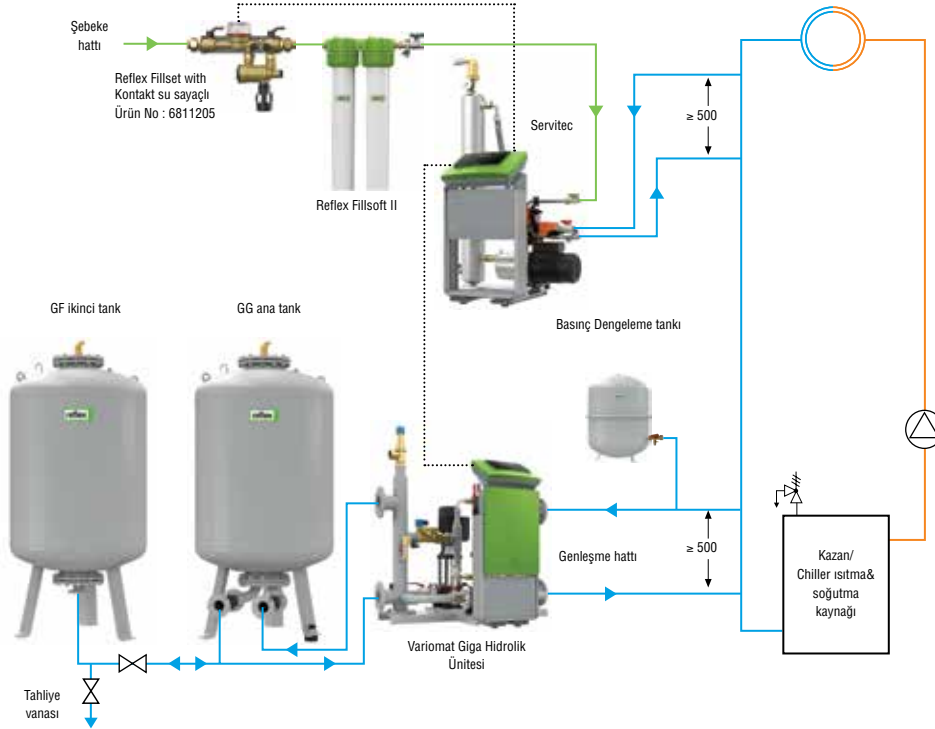 Şebeke
hattı
Reflex Fillset with
Kontakt su sayaçlı
Ürün No : 6811205
Reflex Fillsoft II
Servitec
≥ 500
GF ikinci tank
GG ana tank
Basınç Dengeleme tankı
reflex
reflex
Genleşme hattı
≥ 500
Kazan/
Chiller ısıtma&
soğutma
kaynağı
Variomat Giga Hidrolik
Ünitesi
Tahliye
vanası